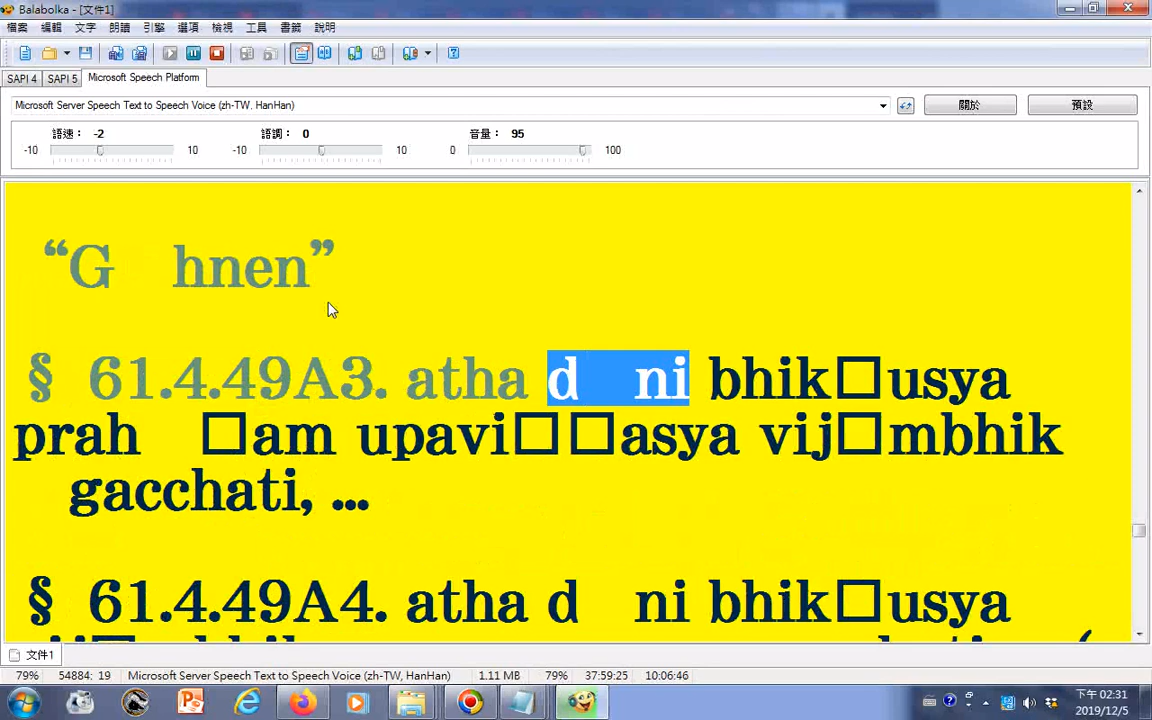 Balabolka - [文件1]
檔案 編輯 文字 朗讀 引擎 選項 檢視 工具 書籤 說明
SAPI 4 SAPI 5 Microsoft Speech Platform
Microsoft Server Speech Text to Speech Voice (zh-TW, HanHan) 關於 預設
語速： -2 語調： 0 音量： 95
-10 10 -10 10 0 100
“G hnen”
§ 61.4.49A3. atha d ni bhik□usya
prah □am upavi□□asya vij□mbhik
gacchati, ...
§ 61.4.49A4. atha d ni bhik□usya
文件1
79% 54884: 19 Microsoft Server Speech Text to Speech Voice (zh-TW, HanHan) 1.11 MB 79% 37:59:25 10:06:46
下午 02:31
2019/12/5